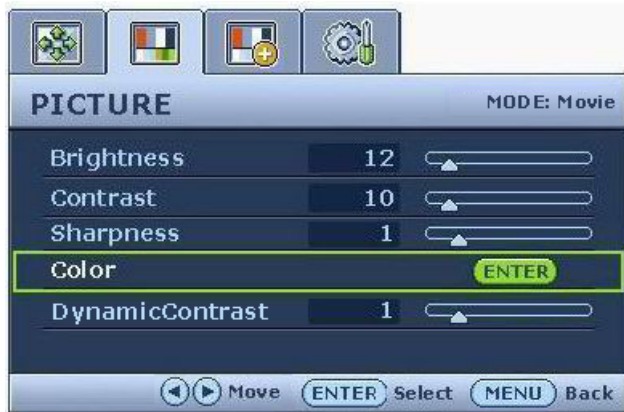 PICTURE MODE: Movie
Brightness 12
Contrast 10
Sharpness 1
Color ENTER
DynamicContrast 1
Move ENTER Select MENU Back